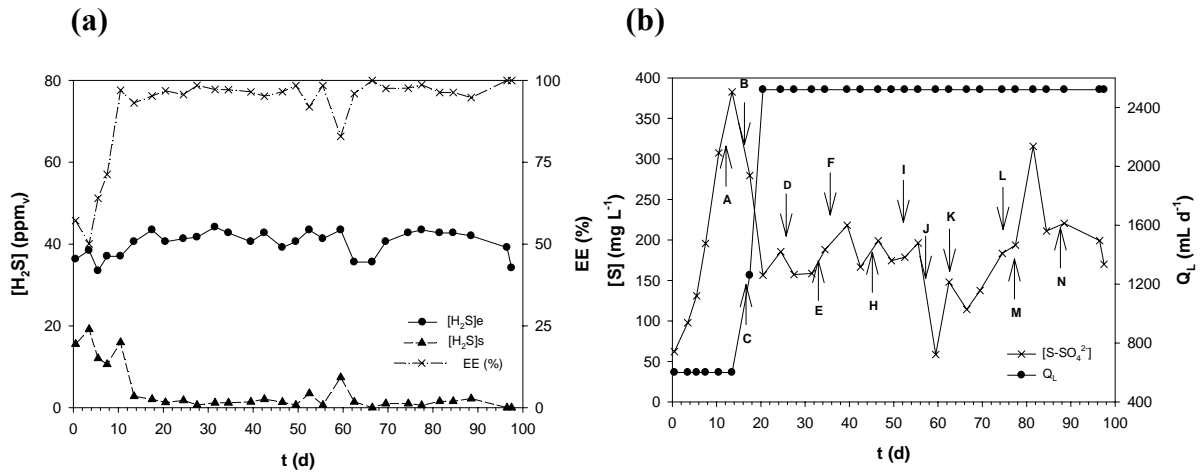 (a)
80
60
40
20
0
[H₂S] (ppmᵥ)
100
75
50
25
0
EE (%)
[H₂S]e
[H₂S]s
EE (%)
0 10 20 30 40 50 60 70 80 90 100
t (d)
(b)
400
350
300
250
200
150
100
50
0
[S] (mg L⁻¹)
2400
2000
1600
1200
800
400
Q_L (mL d⁻¹)
B
A
C
D
E
F
H
I
J
K
L
M
N
[S-SO₄²⁻]
Q_L
0 10 20 30 40 50 60 70 80 90 100
t (d)